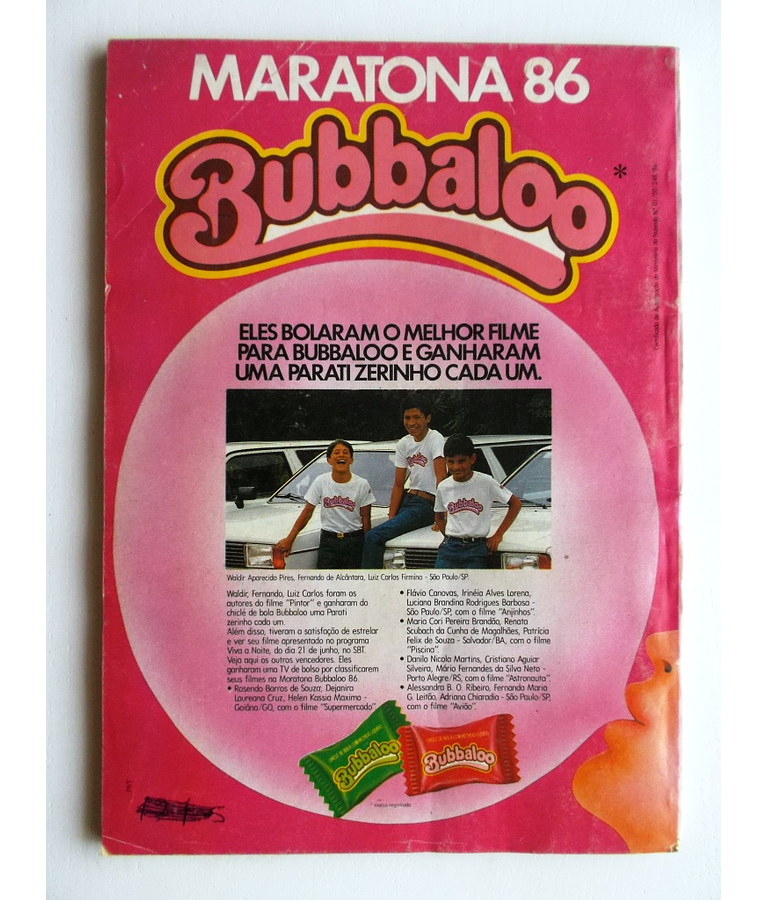 MARATONA 86
Bubbaloo*
ELES BOLARAM O MELHOR FILME
PARA BUBBALOO E GANHARAM
UMA PARATI ZERINHO CADA UM.
Bubbaloo
Bubbaloo
Bubbaloo
Waldir Aparecido Pires, Fernando de Alcântara, Luiz Carlos Firmino - São Paulo/SP.
Waldir, Fernando, Luiz Carlos foram os
autores do filme "Pintor" e ganharam do
chiclé de bola Bubbaloo uma Parati
zerinho cada um.
Além disso, tiveram a satisfação de estrelar
e ver seu filme apresentado no programa
Viva a Noite, do dia 21 de junho, no SBT.
Veja aqui os outros vencedores. Eles
ganharam uma TV de bolso por classificarem
seus filmes na Maratona Bubbaloo 86.
• Rosendo Barros de Souza, Dejanira
Laureana Cruz, Helen Kassia Maximo -
Goiâna/GO, com o filme "Supermercado"
• Flávio Canovas, Irinéia Alves Lorena,
Luciana Brandina Rodrigues Barbosa -
São Paulo/SP, com o filme "Anjinhos".
• Maria Cori Pereira Brandão, Renata
Scubach da Cunha de Magalhães, Patrícia
Felix de Souza - Salvador/BA, com o filme
"Piscina".
• Danilo Nicola Martins, Cristiano Aguiar
Silveira, Mário Fernandes da Silva Neto -
Porto Alegre/RS, com o filme "Astronauta".
• Alessandra B. O. Ribeiro, Fernanda Maria
G. Leitão, Adriana Chiaradia - São Paulo/SP,
com o filme "Avião".
Bubbaloo
Bubbaloo
* marca registrada